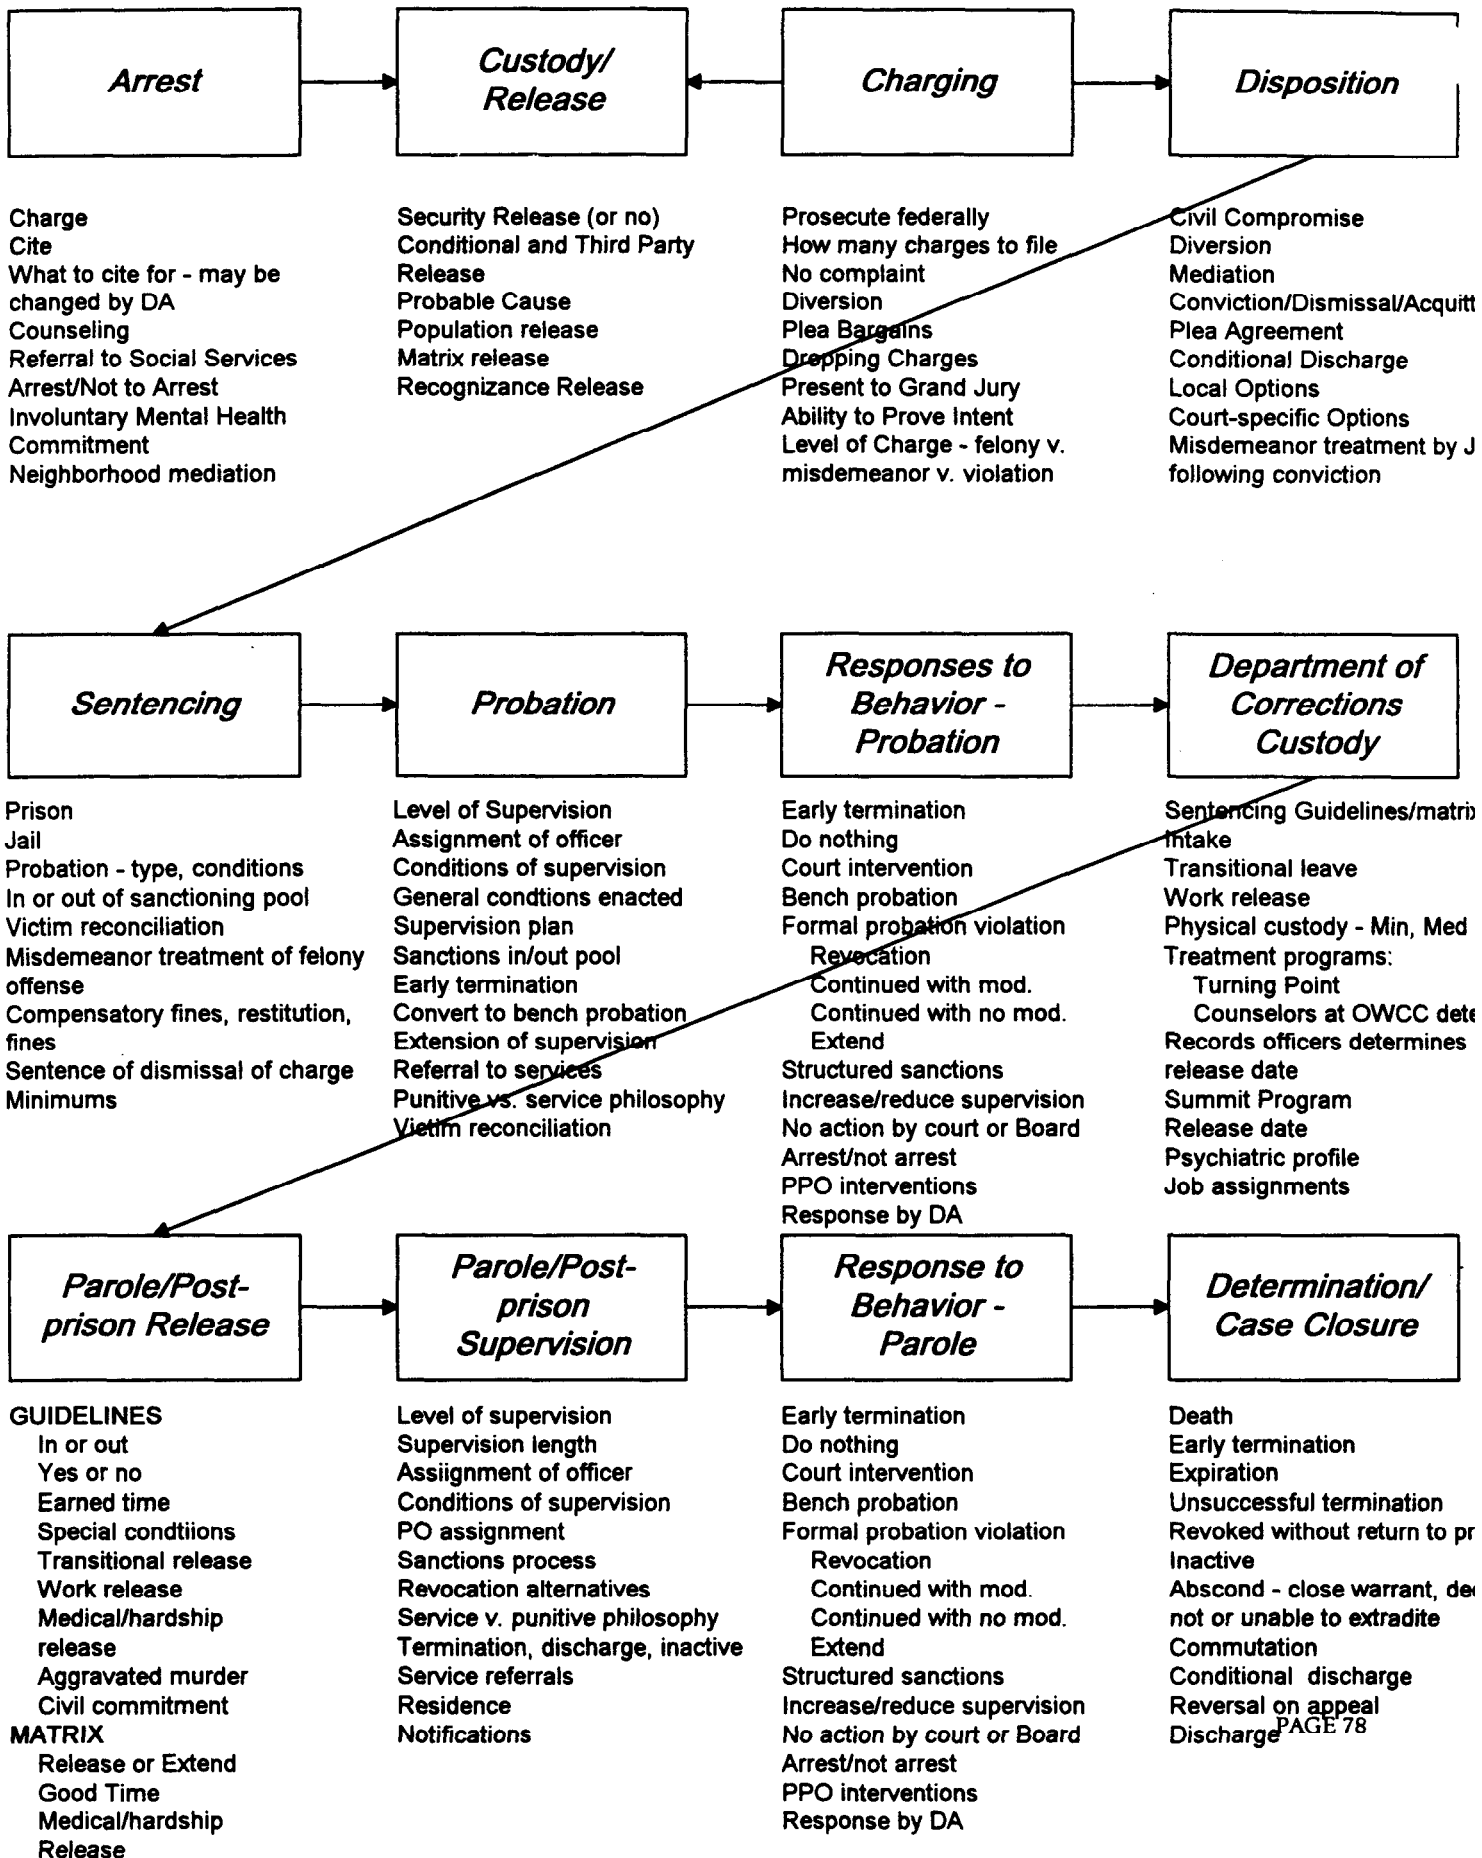 Arrest
Custody/
Release
Charging
Disposition
Charge
Cite
What to cite for - may be
changed by DA
Counseling
Referral to Social Services
Arrest/Not to Arrest
Involuntary Mental Health
Commitment
Neighborhood mediation
Security Release (or no)
Conditional and Third Party
Release
Probable Cause
Population release
Matrix release
Recognizance Release
Prosecute federally
How many charges to file
No complaint
Diversion
Plea Bargains
Dropping Charges
Present to Grand Jury
Ability to Prove Intent
Level of Charge - felony v.
misdemeanor v. violation
Civil Compromise
Diversion
Mediation
Conviction/Dismissal/Acquitt
Plea Agreement
Conditional Discharge
Local Options
Court-specific Options
Misdemeanor treatment by J
following conviction
Sentencing
Probation
Responses to
Behavior -
Probation
Department of
Corrections
Custody
Prison
Jail
Probation - type, conditions
In or out of sanctioning pool
Victim reconciliation
Misdemeanor treatment of felony
offense
Compensatory fines, restitution,
fines
Sentence of dismissal of charge
Minimums
Level of Supervision
Assignment of officer
Conditions of supervision
General condtions enacted
Supervision plan
Sanctions in/out pool
Early termination
Convert to bench probation
Extension of supervision
Referral to services
Punitive vs. service philosophy
Victim reconciliation
Early termination
Do nothing
Court intervention
Bench probation
Formal probation violation
Revocation
Continued with mod.
Continued with no mod.
Extend
Structured sanctions
Increase/reduce supervision
No action by court or Board
Arrest/not arrest
PPO interventions
Response by DA
Sentencing Guidelines/matrix
Intake
Transitional leave
Work release
Physical custody - Min, Med
Treatment programs:
Turning Point
Counselors at OWCC dete
Records officers determines
release date
Summit Program
Release date
Psychiatric profile
Job assignments
Parole/Post-
prison Release
Parole/Post-
prison
Supervision
Response to
Behavior -
Parole
Determination/
Case Closure
GUIDELINES
In or out
Yes or no
Earned time
Special condtiions
Transitional release
Work release
Medical/hardship
release
Aggravated murder
Civil commitment
MATRIX
Release or Extend
Good Time
Medical/hardship
Release
Level of supervision
Supervision length
Assiignment of officer
Conditions of supervision
PO assignment
Sanctions process
Revocation alternatives
Service v. punitive philosophy
Termination, discharge, inactive
Service referrals
Residence
Notifications
Early termination
Do nothing
Court intervention
Bench probation
Formal probation violation
Revocation
Continued with mod.
Continued with no mod.
Extend
Structured sanctions
Increase/reduce supervision
No action by court or Board
Arrest/not arrest
PPO interventions
Response by DA
Death
Early termination
Expiration
Unsuccessful termination
Revoked without return to pr
Inactive
Abscond - close warrant, dec
not or unable to extradite
Commutation
Conditional discharge
Reversal on appeal
Discharge
PAGE 78